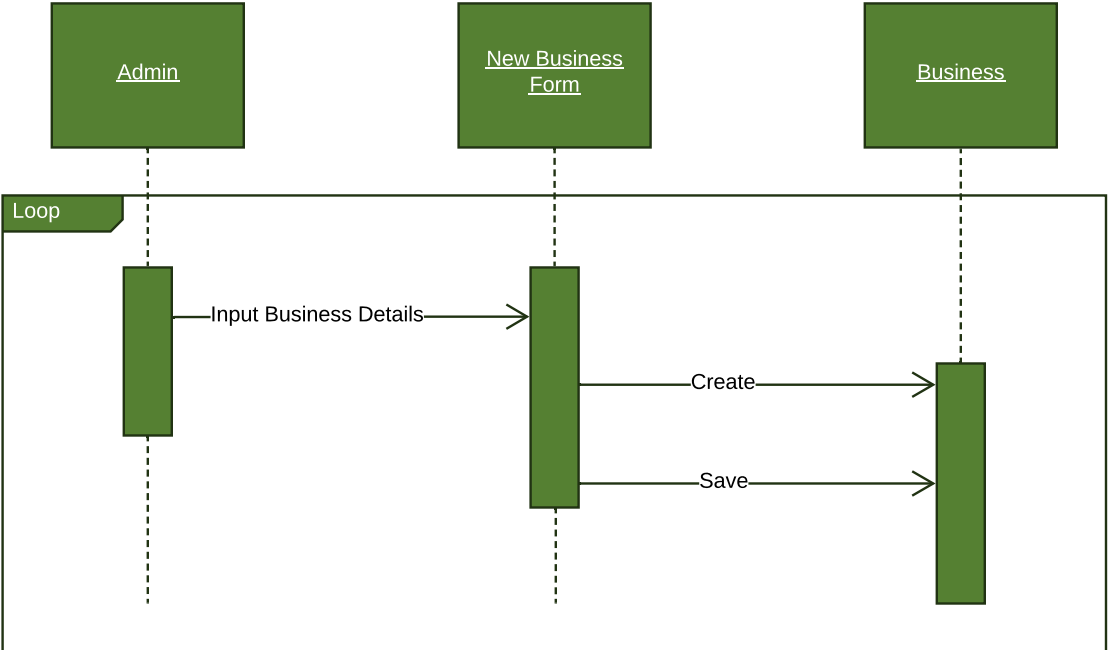 Admin
New Business
Form
Business
Loop
Input Business Details
Create
Save